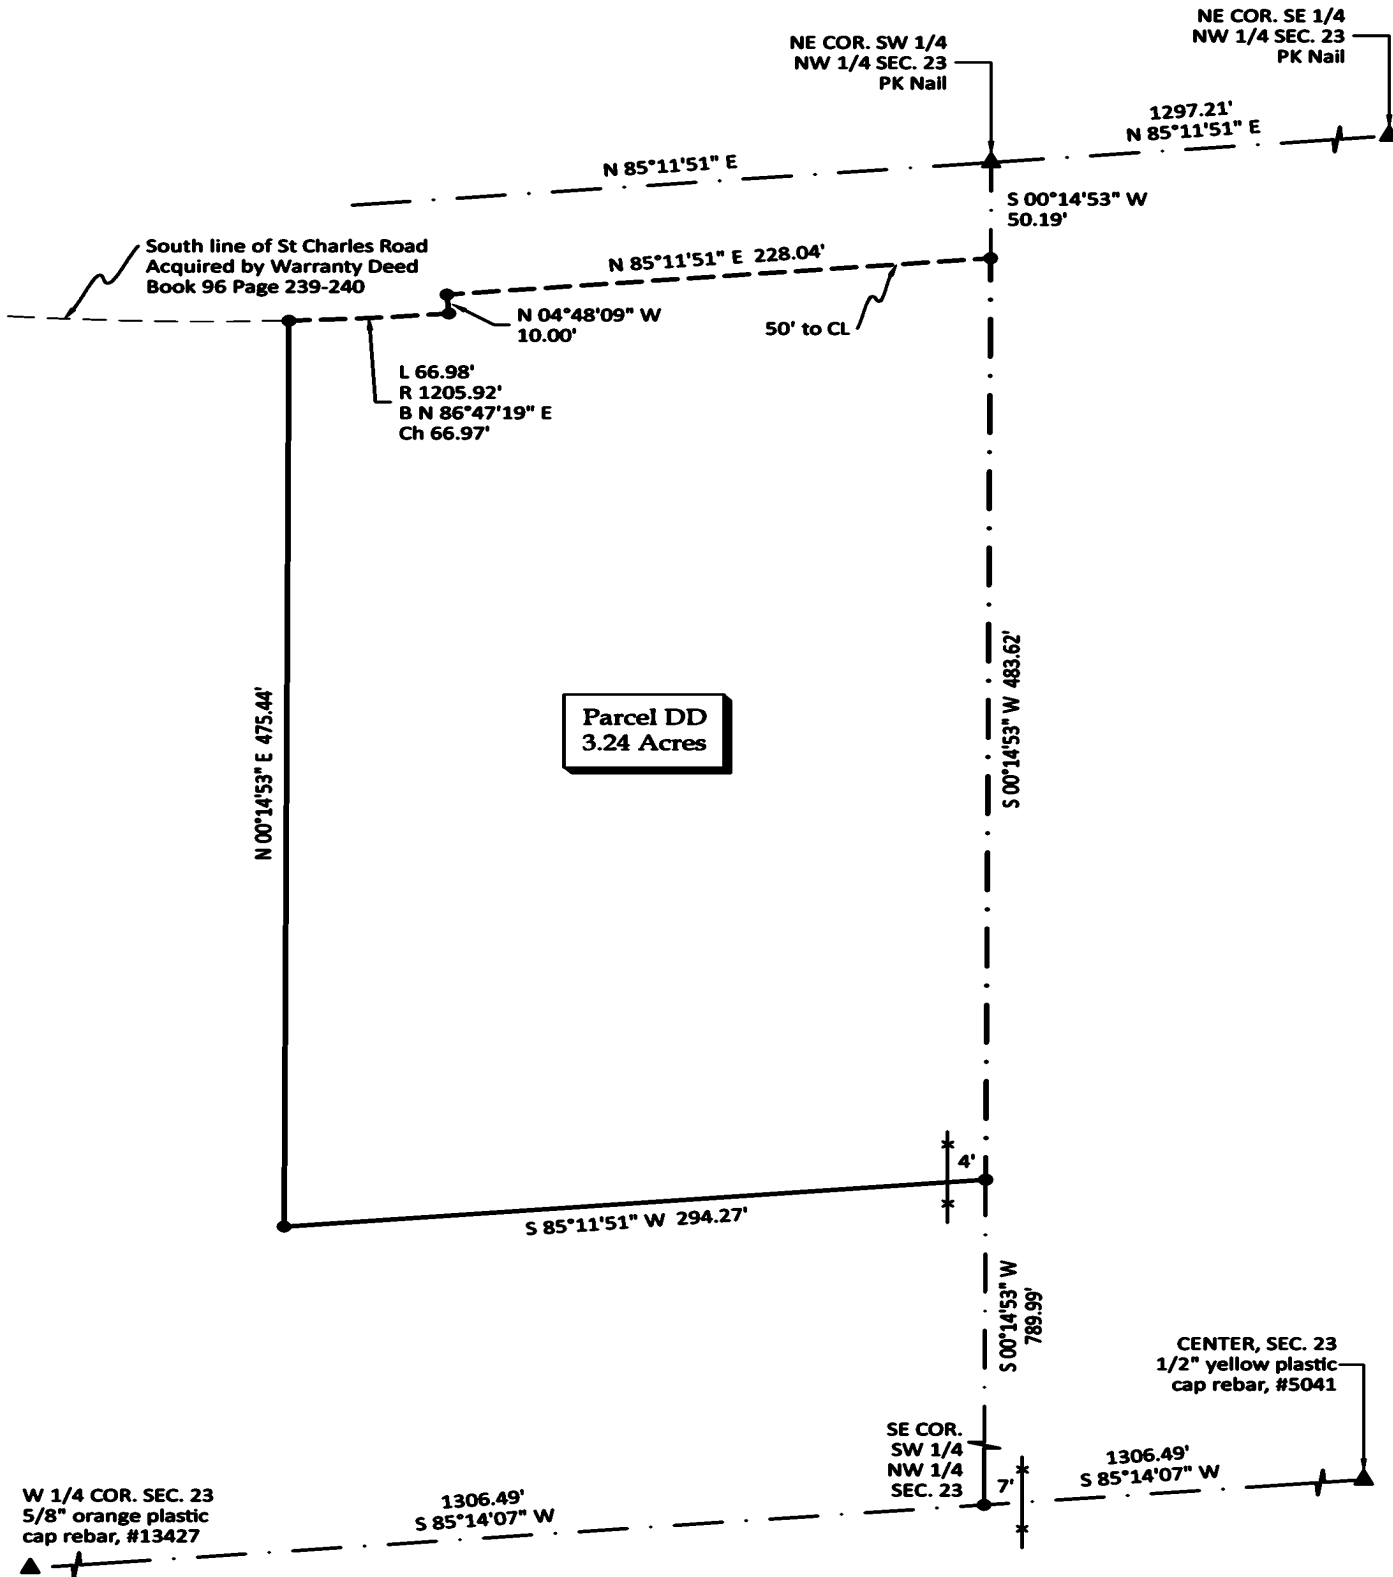 NE COR. SE 1/4
NW 1/4 SEC. 23
PK Nail
NE COR. SW 1/4
NW 1/4 SEC. 23
PK Nail
1297.21'
N 85°11'51" E
N 85°11'51" E
S 00°14'53" W
50.19'
South line of St Charles Road
Acquired by Warranty Deed
Book 96 Page 239-240
N 85°11'51" E 228.04'
N 04°48'09" W
10.00'
50' to CL
L 66.98'
R 1205.92'
B N 86°47'19" E
Ch 66.97'
N 00°14'53" E 475.44'
Parcel DD
3.24 Acres
S 00°14'53" W 483.62'
4'
S 85°11'51" W 294.27'
S 00°14'53" W
789.99'
CENTER, SEC. 23
1/2" yellow plastic
cap rebar, #5041
SE COR.
SW 1/4
NW 1/4
SEC. 23
7'
1306.49'
S 85°14'07" W
W 1/4 COR. SEC. 23
5/8" orange plastic
cap rebar, #13427
1306.49'
S 85°14'07" W